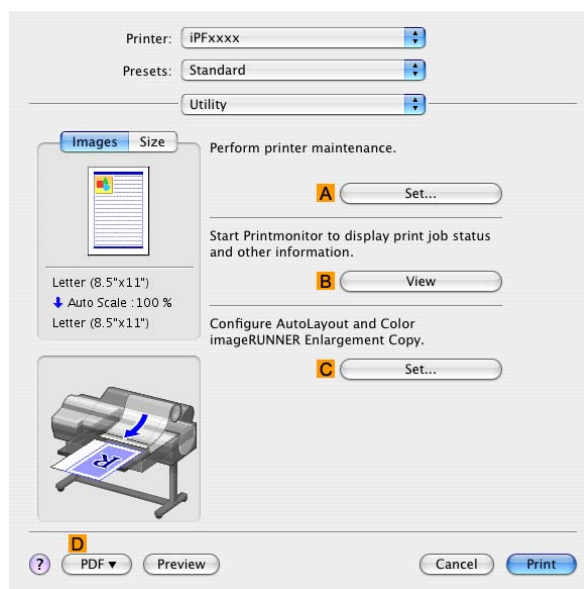 Printer: iPFxxxx
Presets: Standard
Utility
Images Size
Perform printer maintenance.
A Set...
Start Printmonitor to display print job status
and other information.
B View
Letter (8.5"x11")
Auto Scale :100 %
Letter (8.5"x11")
Configure AutoLayout and Color
imageRUNNER Enlargement Copy.
C Set...
R
D
? PDF▼ Preview Cancel Print